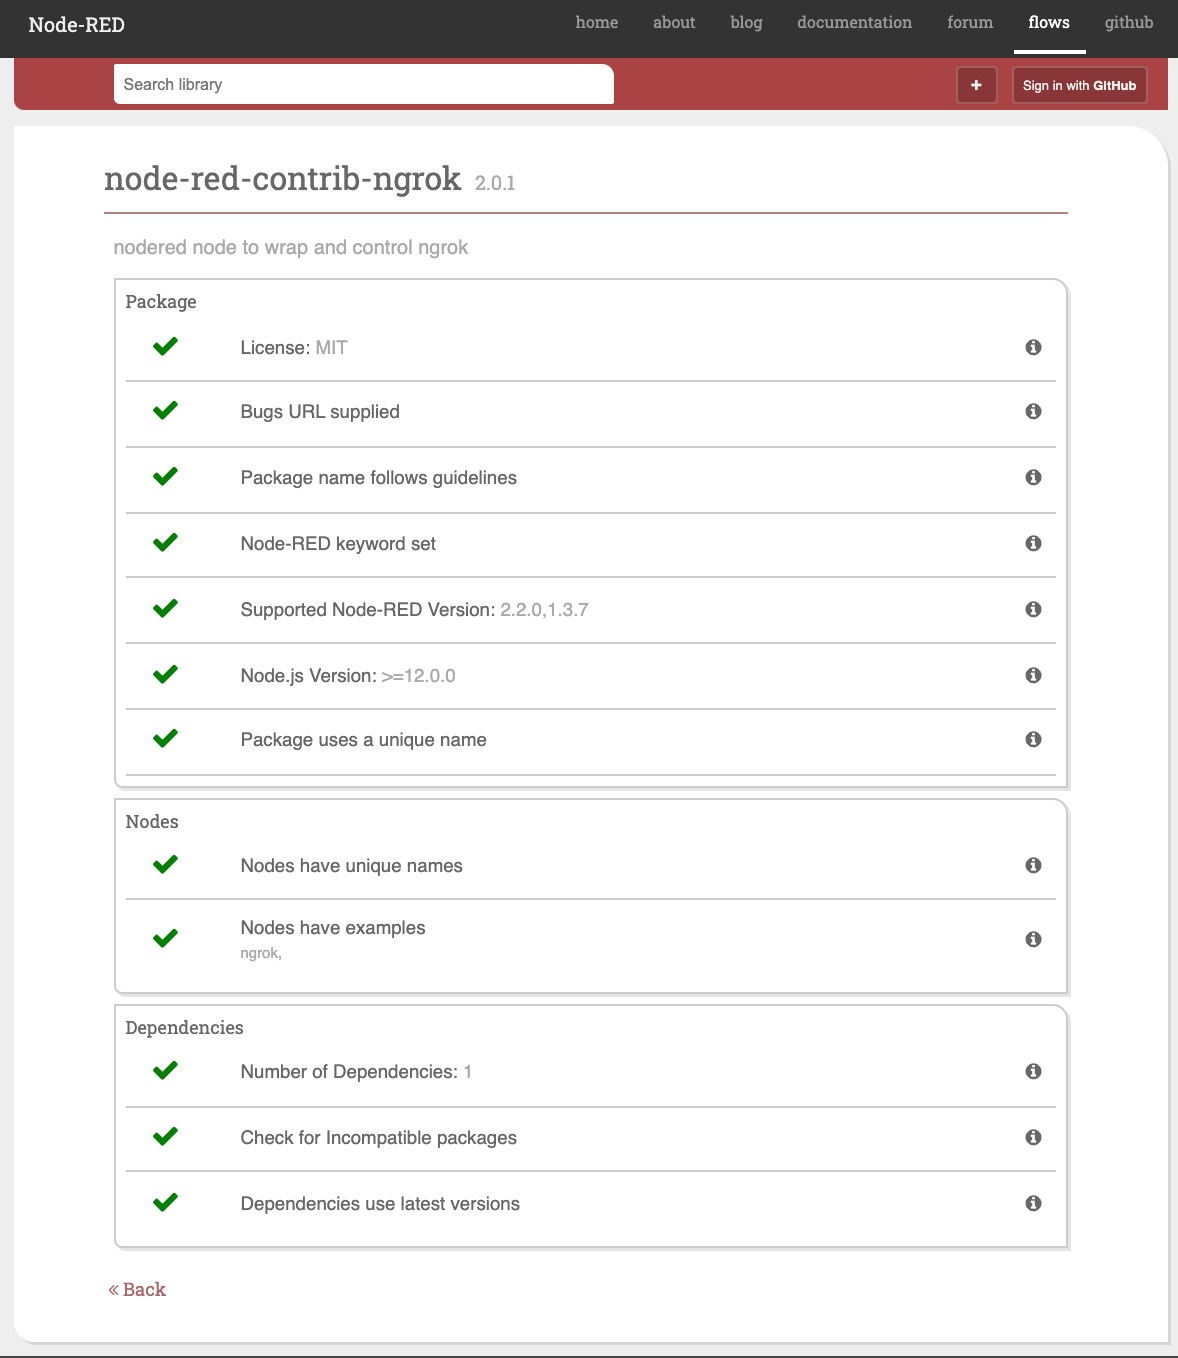 Node-RED
home about blog documentation forum flows github
Search library
+ Sign in with GitHub
node-red-contrib-ngrok 2.0.1
nodered node to wrap and control ngrok
Package
License: MIT
Bugs URL supplied
Package name follows guidelines
Node-RED keyword set
Supported Node-RED Version: 2.2.0,1.3.7
Node.js Version: >=12.0.0
Package uses a unique name
Nodes
Nodes have unique names
Nodes have examples
ngrok,
Dependencies
Number of Dependencies: 1
Check for Incompatible packages
Dependencies use latest versions
« Back